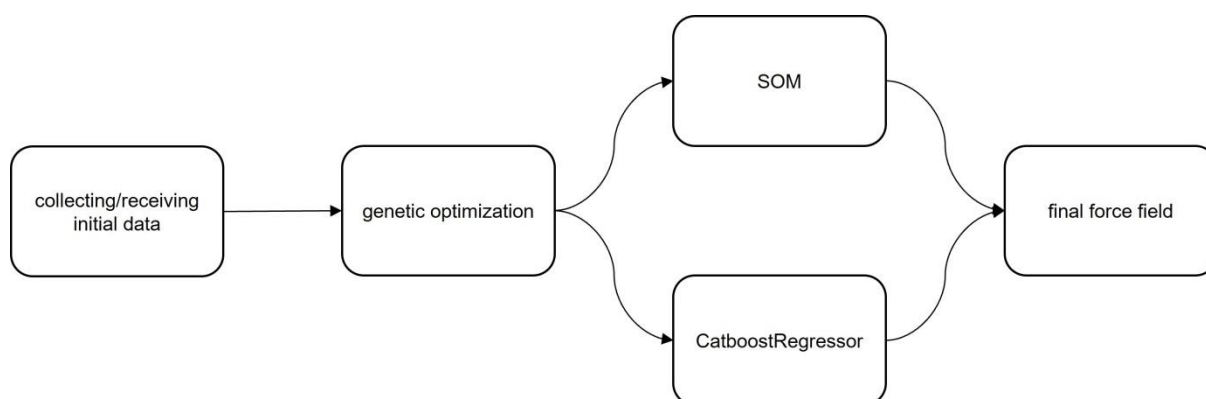 SOM
collecting/receiving
initial data
genetic optimization
final force field
CatboostRegressor